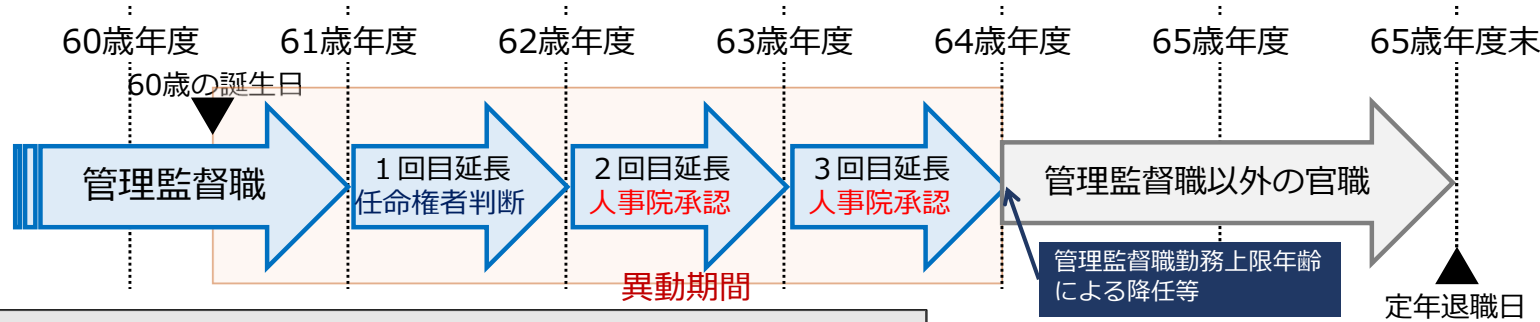 60歳年度 61歳年度 62歳年度 63歳年度 64歳年度 65歳年度 65歳年度末
60歳の誕生日
管理監督職
１回目延長
任命権者判断
２回目延長
人事院承認
３回目延長
人事院承認
管理監督職以外の官職
異動期間
管理監督職勤務上限年齢
による降任等
定年退職日